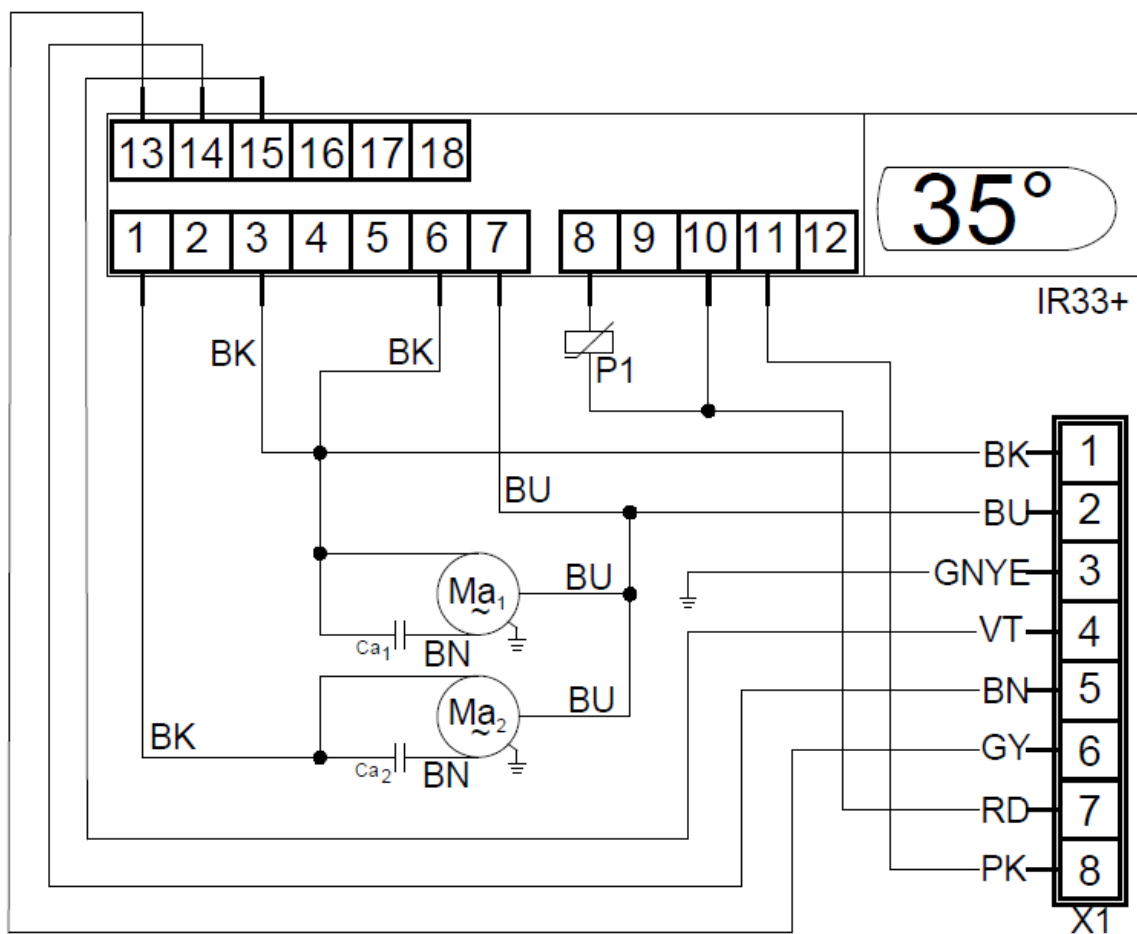 13 14 15 16 17 18
35°
1 2 3 4 5 6 7 8 9 10 11 12
IR33+
BK BK P1
BK 1
BU BU 2
GNYE 3
Ma1 BU
VT 4
Ca1 BN
BN 5
Ma2 BU
BK GY 6
Ca2 BN
RD 7
PK 8
X1